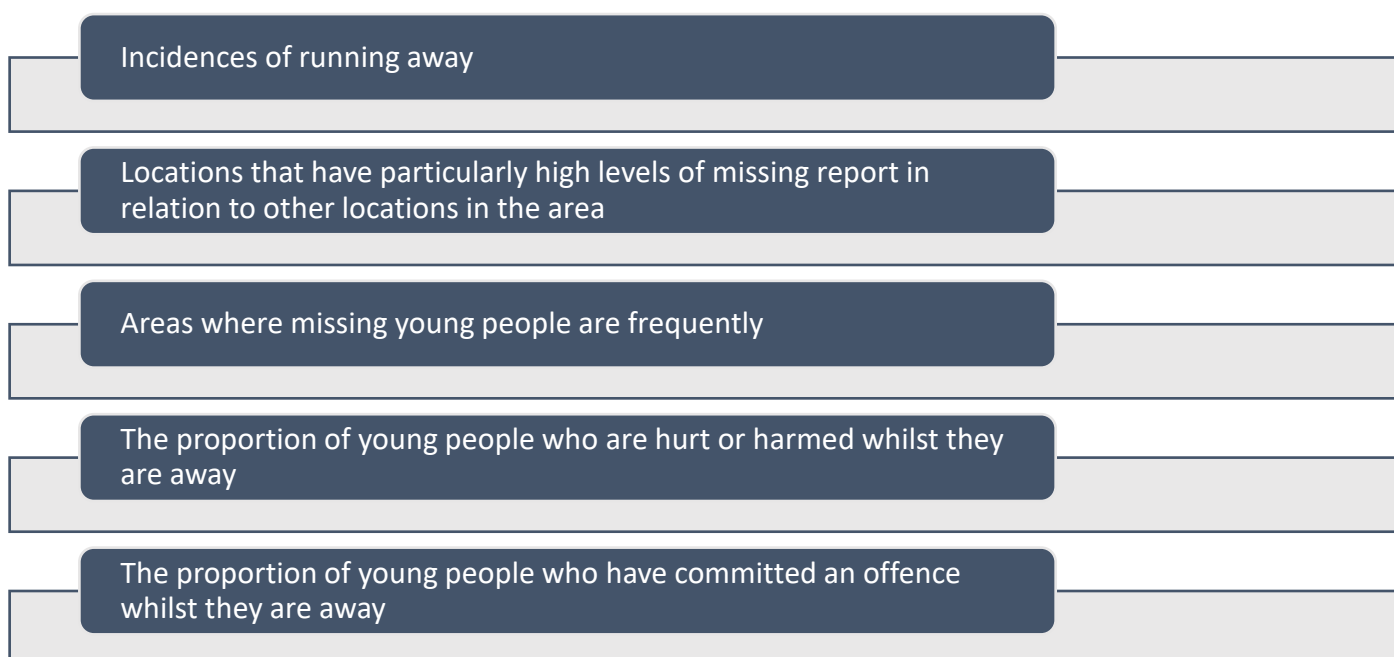 Incidences of running away
Locations that have particularly high levels of missing report in
relation to other locations in the area
Areas where missing young people are frequently
The proportion of young people who are hurt or harmed whilst they
are away
The proportion of young people who have committed an offence
whilst they are away